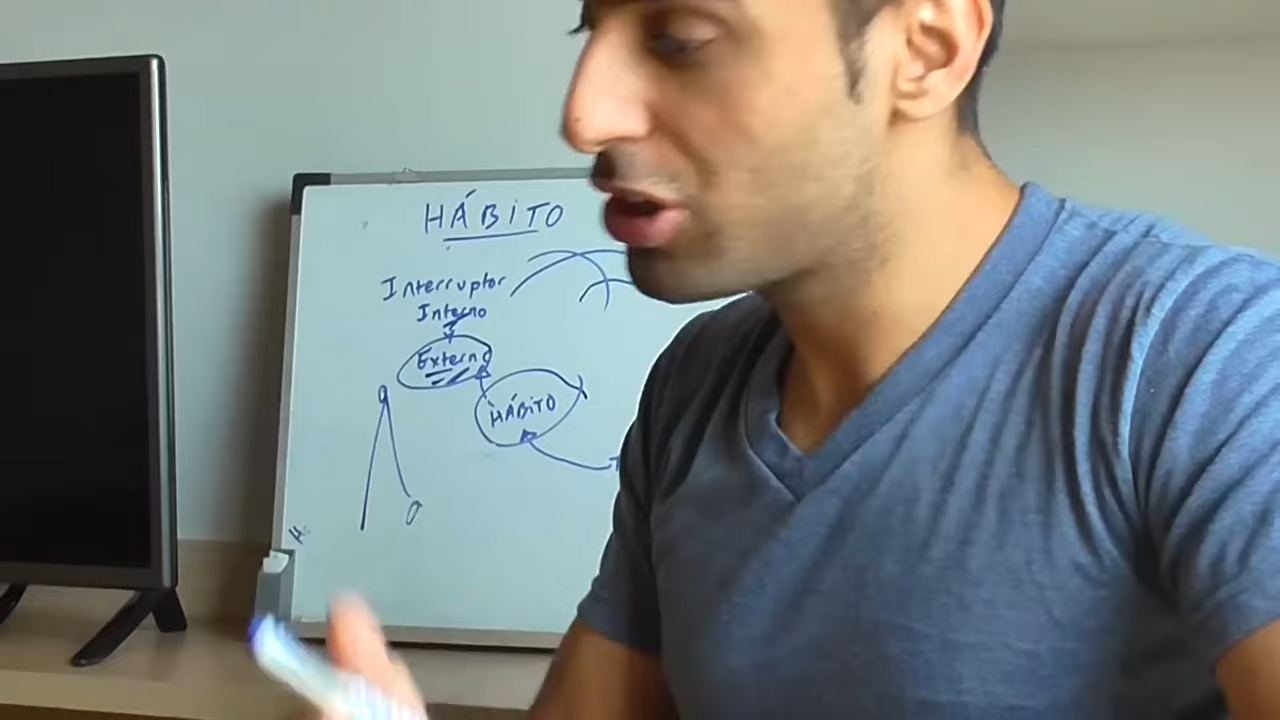 HÁBITO
Interruptor
Interno
Externo
HÁBITO